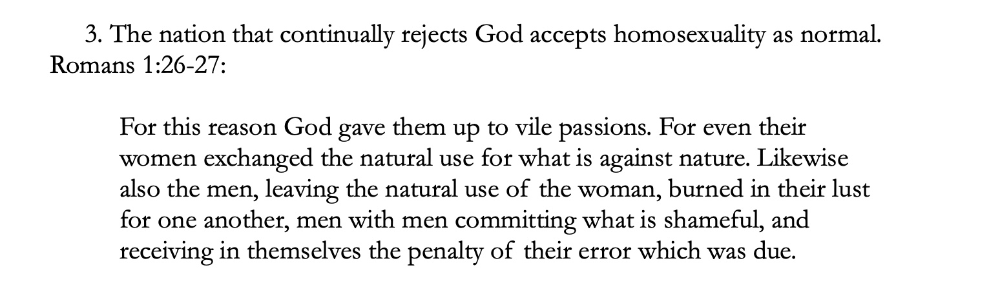 3. The nation that continually rejects God accepts homosexuality as normal.
Romans 1:26-27:
For this reason God gave them up to vile passions. For even their
women exchanged the natural use for what is against nature. Likewise
also the men, leaving the natural use of the woman, burned in their lust
for one another, men with men committing what is shameful, and
receiving in themselves the penalty of their error which was due.